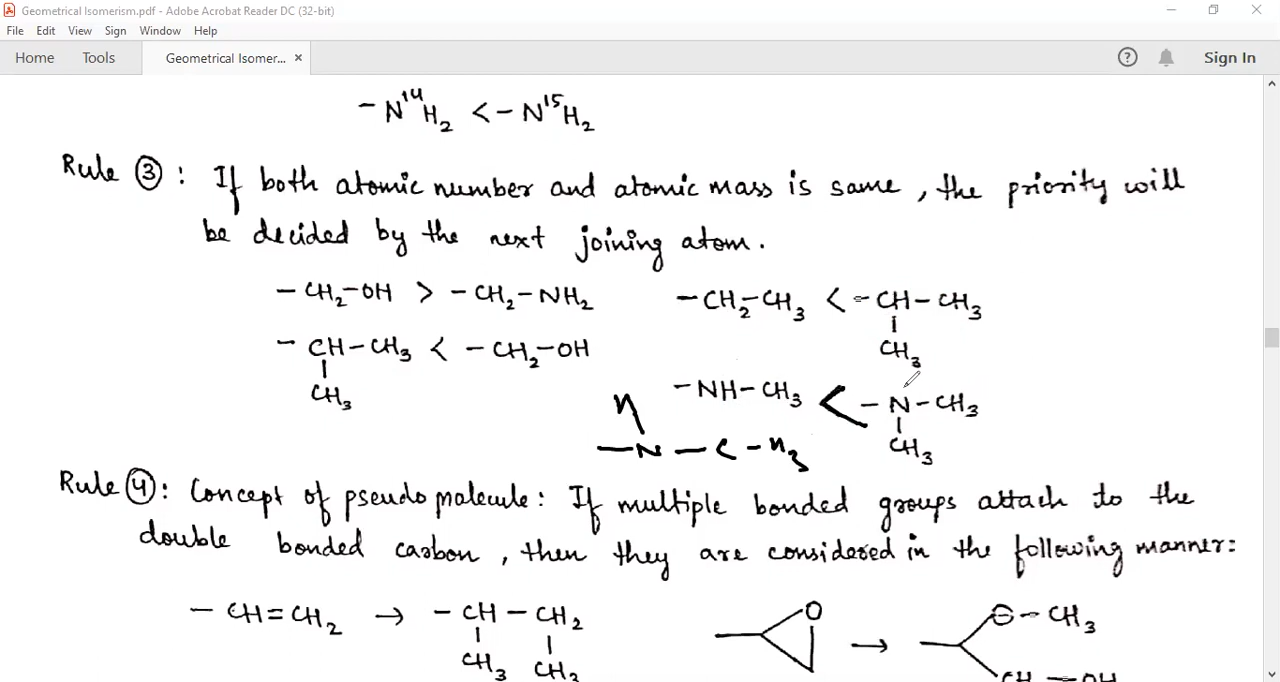 Geometrical Isomerism.pdf - Adobe Acrobat Reader DC (32-bit)
File Edit View Sign Window Help
Home Tools Geometrical Isomer... × Sign In
- N¹⁴H₂ < - N¹⁵H₂
Rule ③ : If both atomic number and atomic mass is same, the priority will
be decided by the next joining atom.
- CH₂-OH > - CH₂-NH₂
- CH₂-CH₃ < - CH-CH₃
CH₃
- CH-CH₃ < - CH₂-OH
CH₃
- NH-CH₃ < - N-CH₃
CH₃
- N - C - H₃
Rule ④ : Concept of pseudo molecule: If multiple bonded groups attach to the
double bonded carbon, then they are considered in the following manner:
- CH=CH₂ → - CH - CH₂
CH₃ CH₃
O → O-CH₃
CH-OH